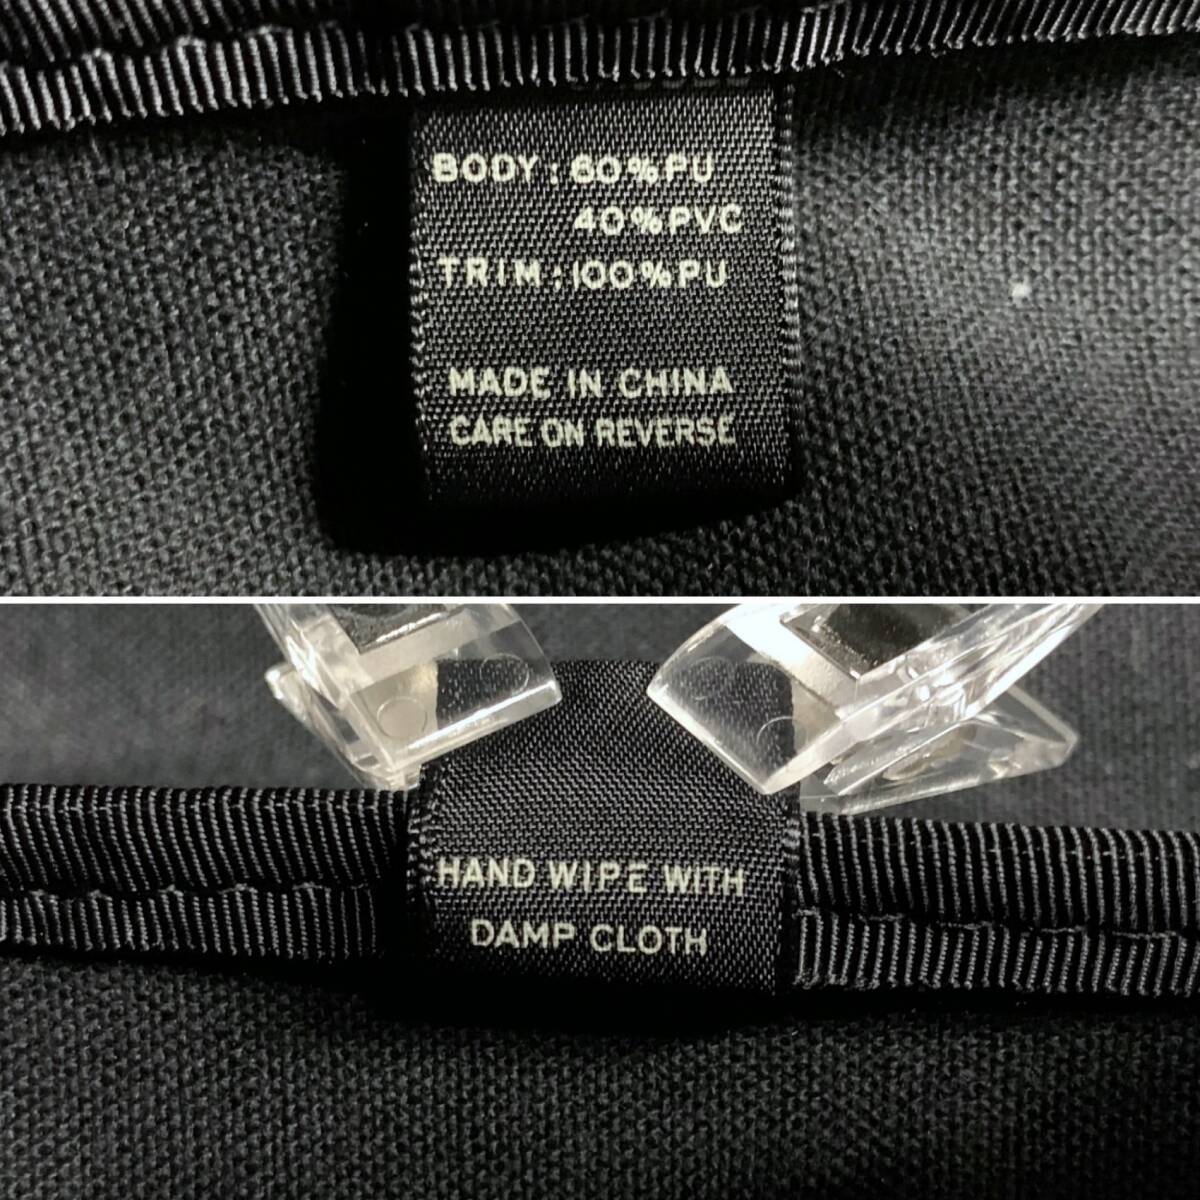 BODY: 60%PU
40%PVC
TRIM: 100%PU
MADE IN CHINA
CARE ON REVERSE
HAND WIPE WITH
DAMP CLOTH